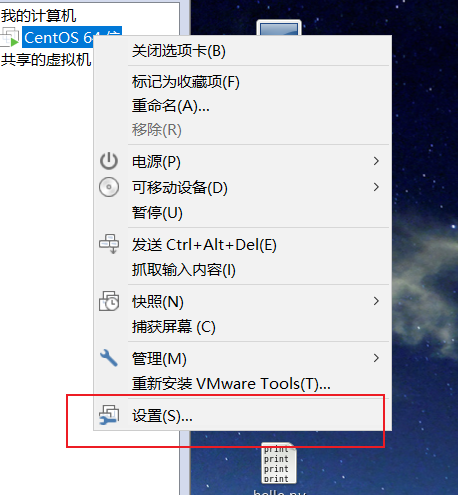 我的计算机
CentOS 64 位
共享的虚拟机
关闭选项卡(B)
标记为收藏项(F)
重命名(A)...
移除(R)
电源(P)
可移动设备(D)
暂停(U)
发送 Ctrl+Alt+Del(E)
抓取输入内容(I)
快照(N)
捕获屏幕 (C)
管理(M)
重新安装 VMware Tools(T)...
设置(S)...
print
print
print
print
hello.py